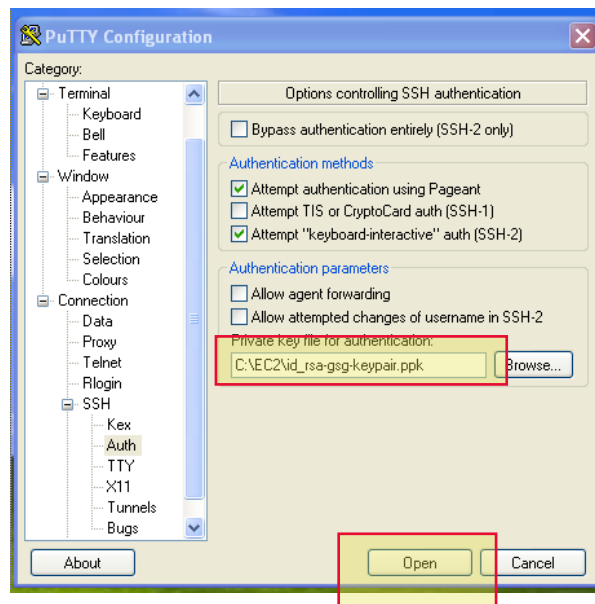 PuTTY Configuration
Category:
Terminal
Keyboard
Bell
Features
Window
Appearance
Behaviour
Translation
Selection
Colours
Connection
Data
Proxy
Telnet
Rlogin
SSH
Kex
Auth
TTY
X11
Tunnels
Bugs
Options controlling SSH authentication
Bypass authentication entirely (SSH-2 only)
Authentication methods
Attempt authentication using Pageant
Attempt TIS or CryptoCard auth (SSH-1)
Attempt "keyboard-interactive" auth (SSH-2)
Authentication parameters
Allow agent forwarding
Allow attempted changes of username in SSH-2
Private key file for authentication:
C:\EC2\id_rsa-gsg-keypair.ppk
Browse...
About
Open
Cancel